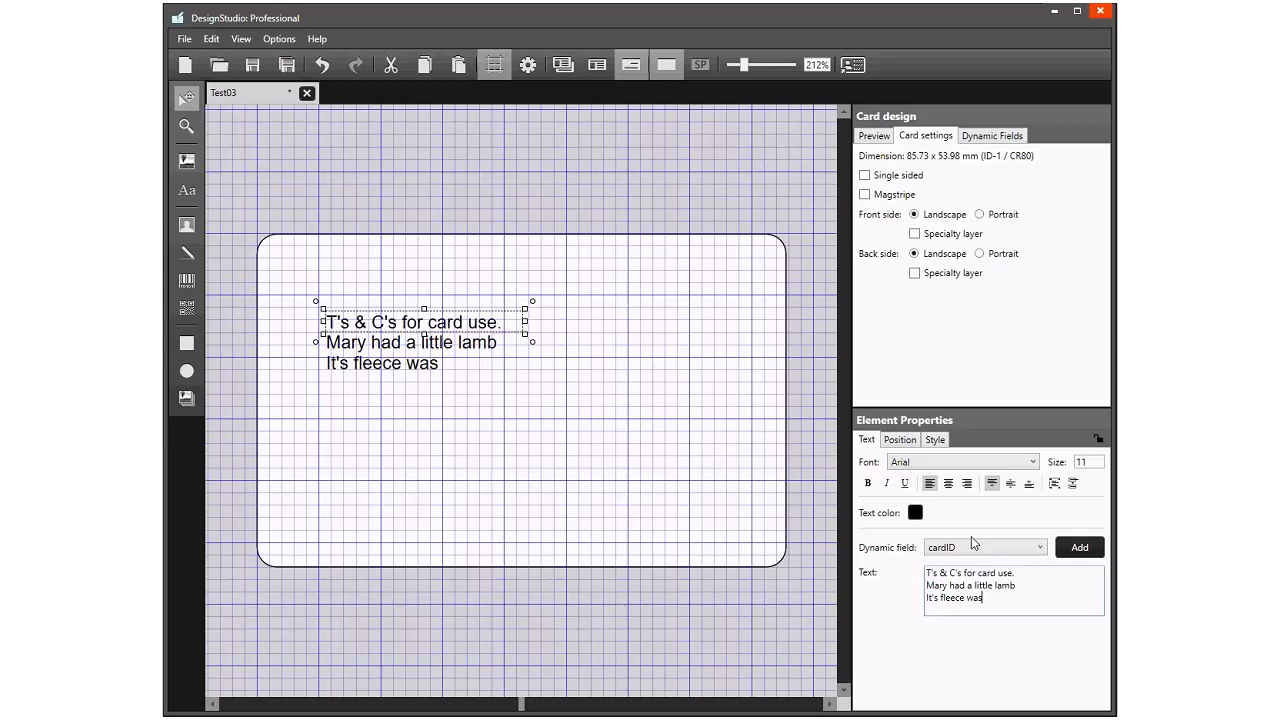 DesignStudio: Professional
File Edit View Options Help
SP 212%
Test03 *
Card design
Preview Card settings Dynamic Fields
Dimension: 85.73 x 53.98 mm (ID-1 / CR80)
Single sided
Magstripe
Front side: Landscape Portrait
Specialty layer
Back side: Landscape Portrait
Specialty layer
T's & C's for card use.
Mary had a little lamb
It's fleece was
Element Properties
Text Position Style
Font: Arial Size: 11
B I U
Text color:
Dynamic field: cardID Add
Text: T's & C's for card use.
Mary had a little lamb
It's fleece was
Aa